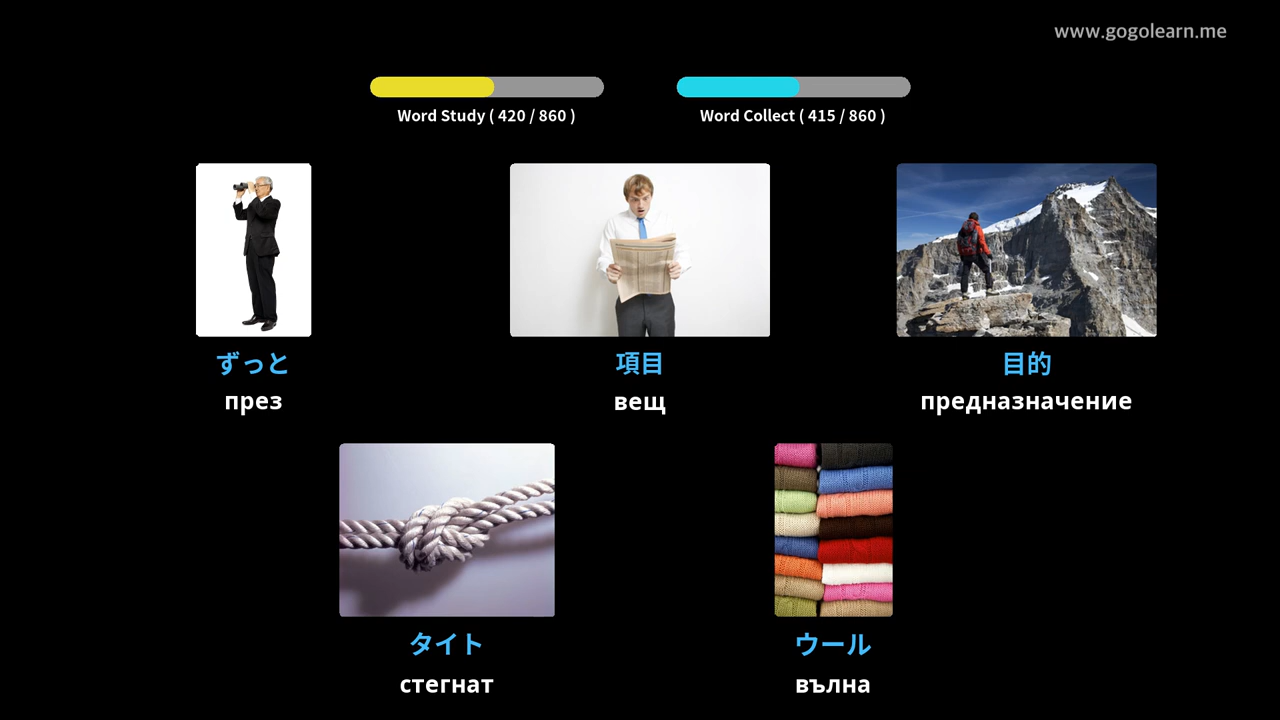 www.gogolearn.me
Word Study ( 420 / 860 )
Word Collect ( 415 / 860 )
ずっと
項目
目的
през
вещ
предназначение
タイト
ウール
стегнат
вълна